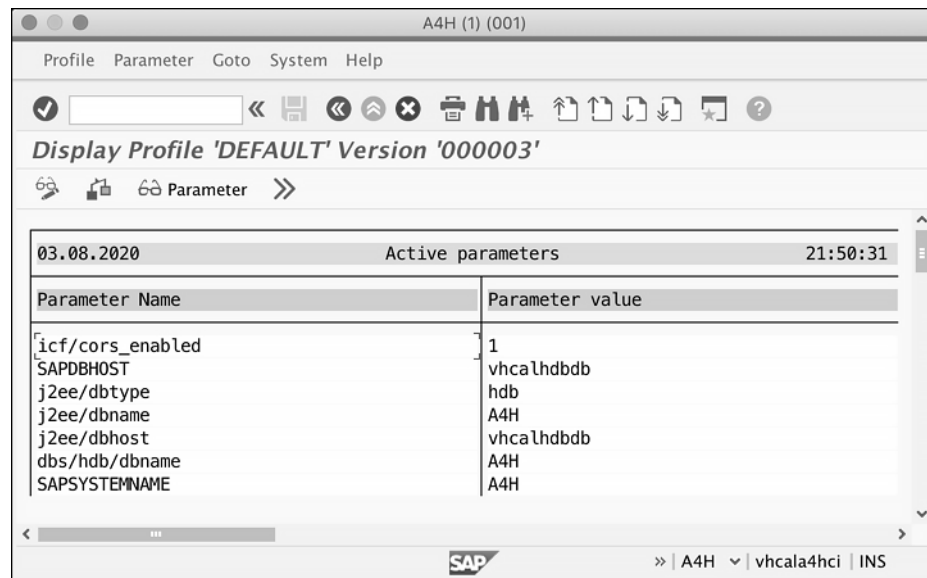 A4H (1) (001)
Profile Parameter Goto System Help
Display Profile 'DEFAULT' Version '000003'
Parameter
03.08.2020 Active parameters 21:50:31
Parameter Name Parameter value
icf/cors_enabled 1
SAPDBHOST vhcalhdbdb
j2ee/dbtype hdb
j2ee/dbname A4H
j2ee/dbhost vhcalhdbdb
dbs/hdb/dbname A4H
SAPSYSTEMNAME A4H
SAP » | A4H | vhcala4hci | INS